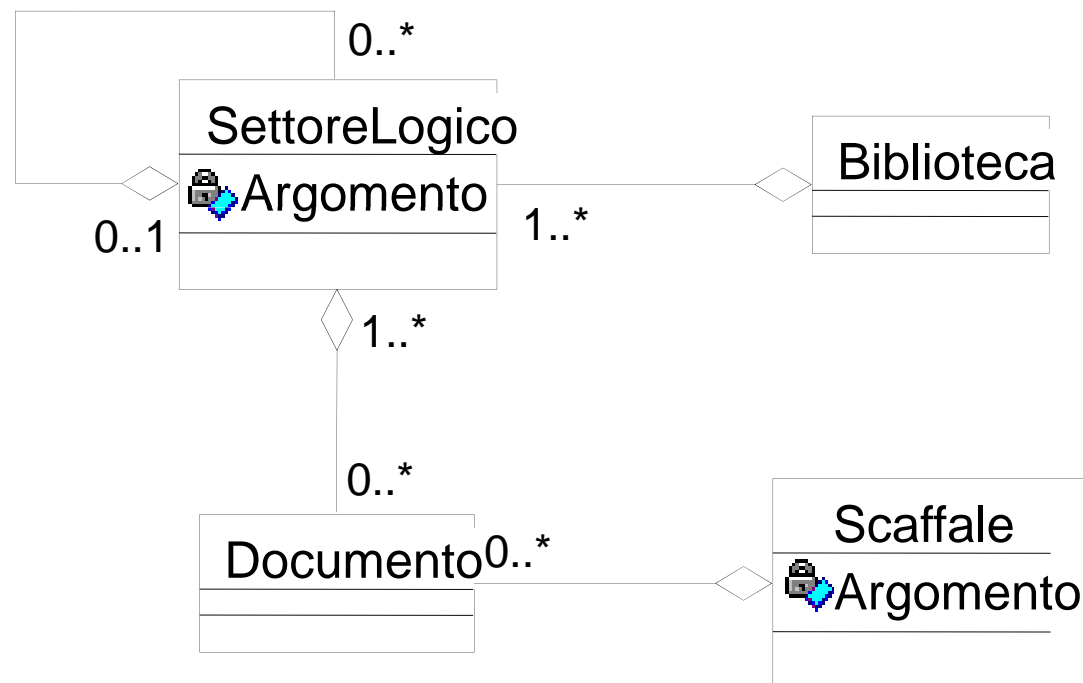 0..*
SettoreLogico
Argomento
0..1
1..*
Biblioteca
1..*
0..*
Documento
0..*
Scaffale
Argomento